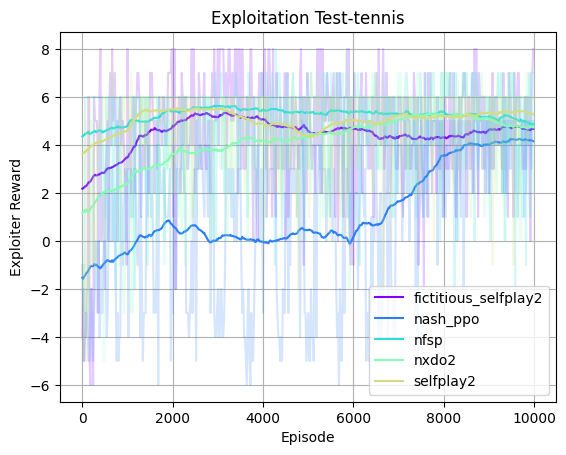 Exploitation Test-tennis
Exploiter Reward
8
6
4
2
0
−2
−4
−6
fictitious_selfplay2
nash_ppo
nfsp
nxdo2
selfplay2
0
2000
4000
6000
8000
10000
Episode